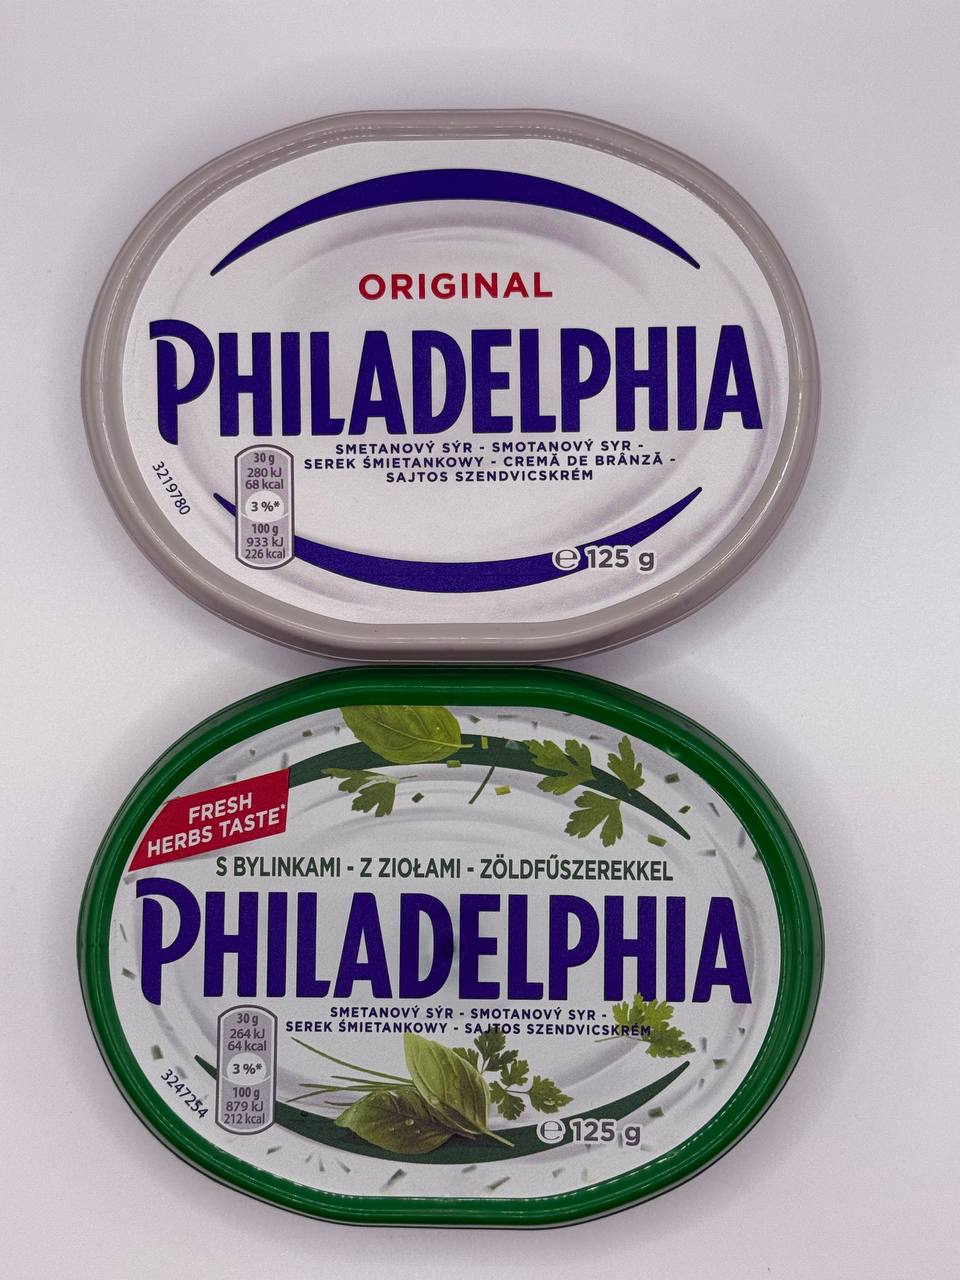 ORIGINAL
PHILADELPHIA
SMETANOVÝ SÝR - SMOTANOVÝ SYR -
SEREK ŚMIETANKOWY - CREMĂ DE BRÂNZĂ -
SAJTOS SZENDVICSKRÉM
3219780
30 g
280 kJ
68 kcal
3 %*
100 g
933 kJ
226 kcal
℮ 125 g
FRESH
HERBS TASTE*
S BYLINKAMI - Z ZIOŁAMI - ZÖLDFŰSZEREKKEL
PHILADELPHIA
SMETANOVÝ SÝR - SMOTANOVÝ SYR -
SEREK ŚMIETANKOWY - SAJTOS SZENDVICSKRÉM
3247254
30 g
264 kJ
64 kcal
3 %*
100 g
879 kJ
212 kcal
℮ 125 g